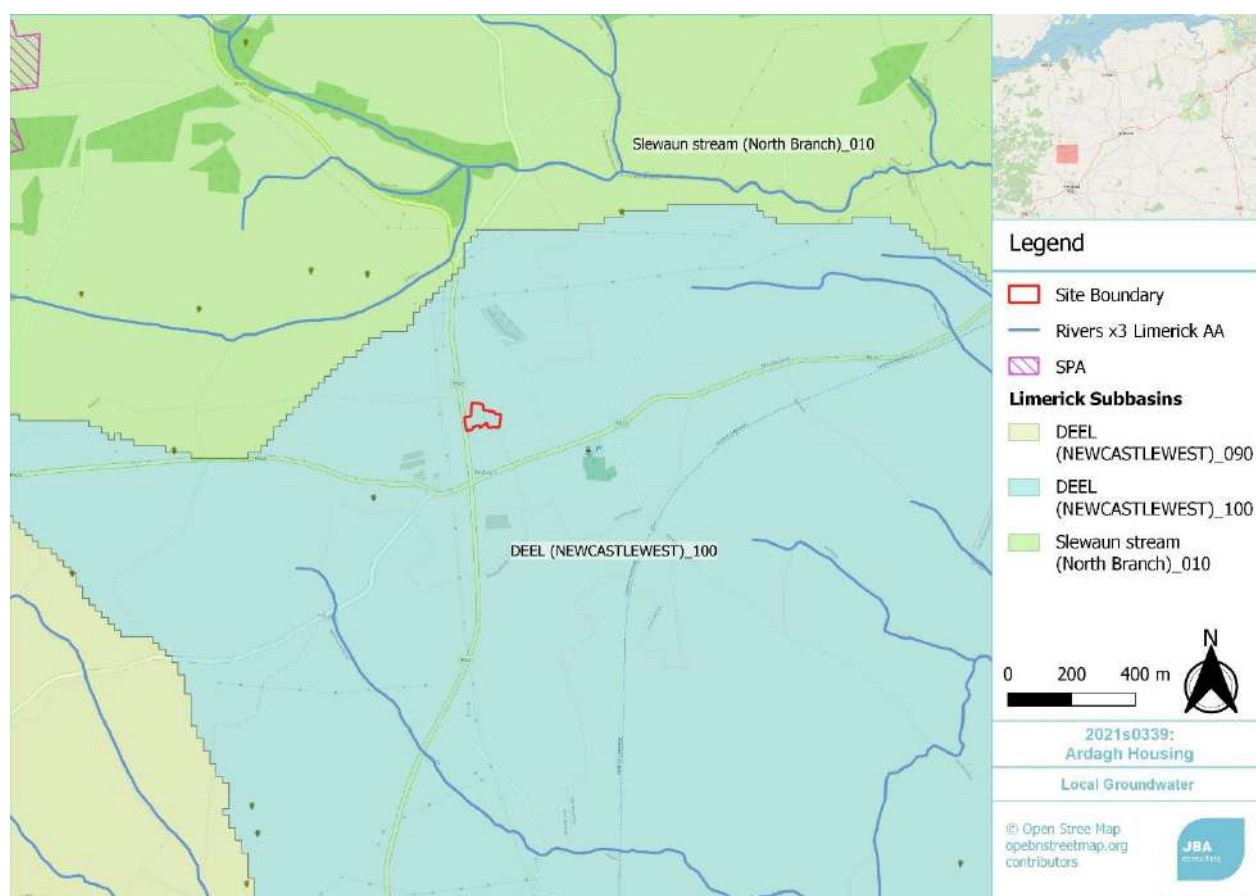 Slewaun stream (North Branch)_010
DEEL (NEWCASTLEWEST)_100
Legend
Site Boundary
Rivers x3 Limerick AA
SPA
Limerick Subbasins
DEEL
(NEWCASTLEWEST)_090
DEEL
(NEWCASTLEWEST)_100
Slewaun stream
(North Branch)_010
N
0 200 400 m
2021s0339:
Ardagh Housing
Local Groundwater
© Open Stree Map
opebnstreetmap.org
contributors
JBA
consulting